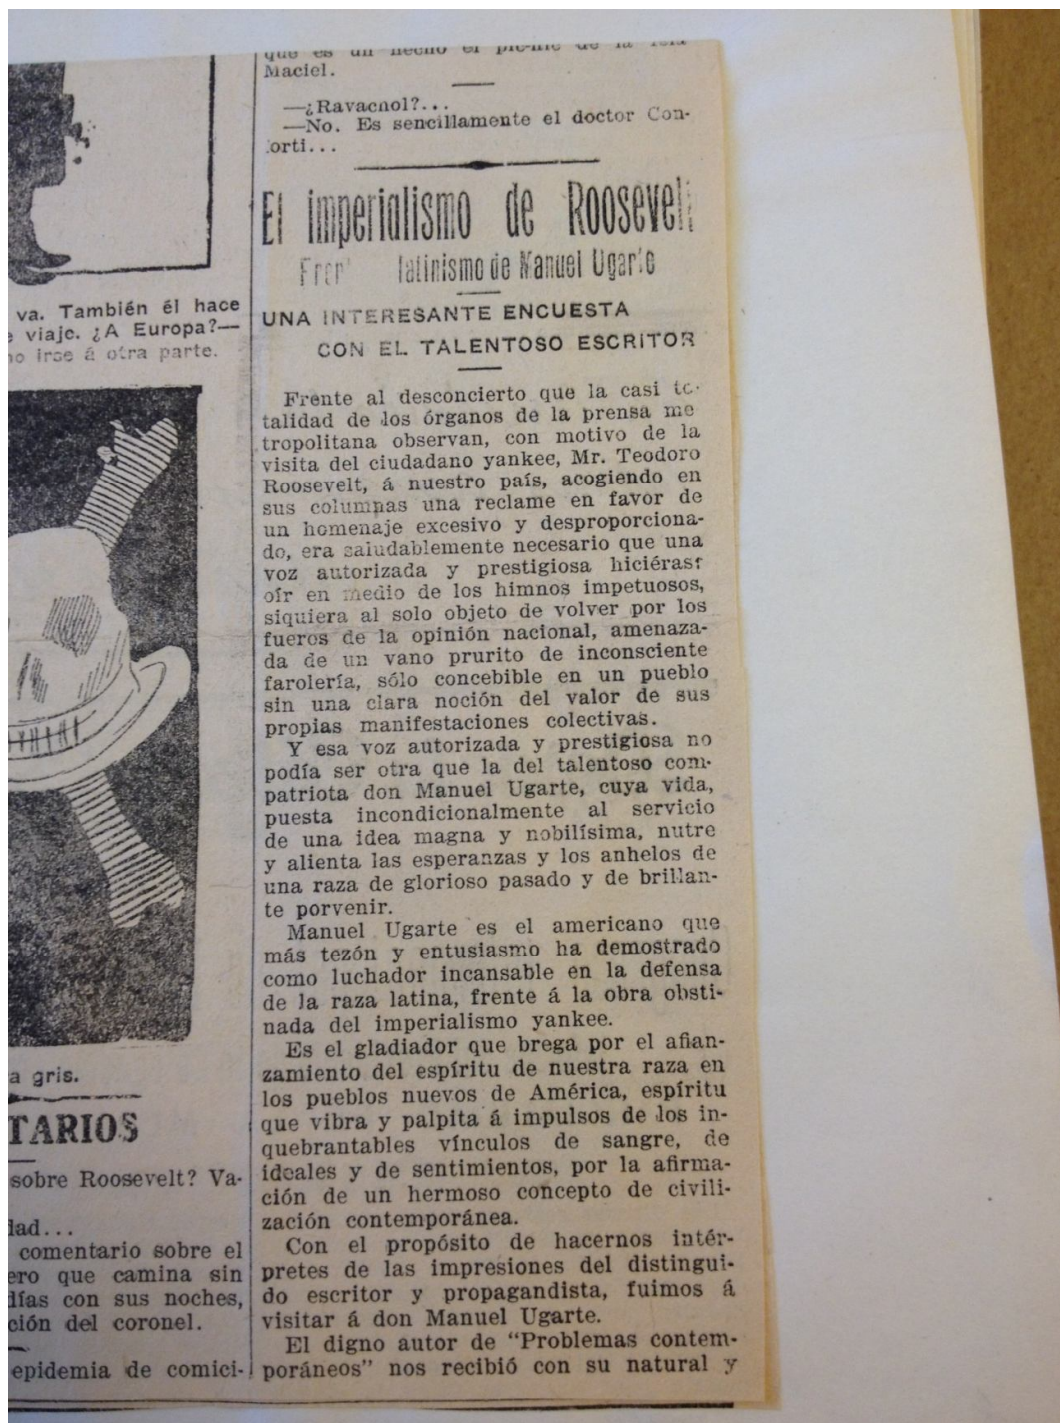 va. También él hace
viaje. ¿A Europa?—
no irse á otra parte.
a gris.
TARIOS
sobre Roosevelt? Va-
dad...
comentario sobre el
ero que camina sin
días con sus noches,
ción del coronel.
epidemia de comici-
que es un hecho el pic-nic de la
Maciel.
—¿Ravacnol?...
—No. Es sencillamente el doctor Con-
orti...
El imperialismo de Roosevelt
latinismo de Manuel Ugarte
UNA INTERESANTE ENCUESTA
CON EL TALENTOSO ESCRITOR
Frente al desconcierto que la casi to-
talidad de los órganos de la prensa me
tropolitana observan, con motivo de la
visita del ciudadano yankee, Mr. Teodoro
Roosevelt, á nuestro país, acogiendo en
sus columnas una reclame en favor de
un homenaje excesivo y desproporciona-
do, era saludablemente necesario que una
voz autorizada y prestigiosa hiciérase
oír en medio de los himnos impetuosos,
siquiera al solo objeto de volver por los
fueros de la opinión nacional, amenaza-
da de un vano prurito de inconsciente
farolería, sólo concebible en un pueblo
sin una clara noción del valor de sus
propias manifestaciones colectivas.
Y esa voz autorizada y prestigiosa no
podía ser otra que la del talentoso com-
patriota don Manuel Ugarte, cuya vida,
puesta incondicionalmente al servicio
de una idea magna y nobilísima, nutre
y alienta las esperanzas y los anhelos de
una raza de glorioso pasado y de brillan-
te porvenir.
Manuel Ugarte es el americano que
más tezón y entusiasmo ha demostrado
como luchador incansable en la defensa
de la raza latina, frente á la obra obsti-
nada del imperialismo yankee.
Es el gladiador que brega por el afian-
zamiento del espíritu de nuestra raza en
los pueblos nuevos de América, espíritu
que vibra y palpita á impulsos de los in-
quebrantables vínculos de sangre, de
ideales y de sentimientos, por la afirma-
ción de un hermoso concepto de civili-
zación contemporánea.
Con el propósito de hacernos intér-
pretes de las impresiones del distingui-
do escritor y propagandista, fuimos á
visitar á don Manuel Ugarte.
El digno autor de “Problemas contem-
poráneos” nos recibió con su natural y